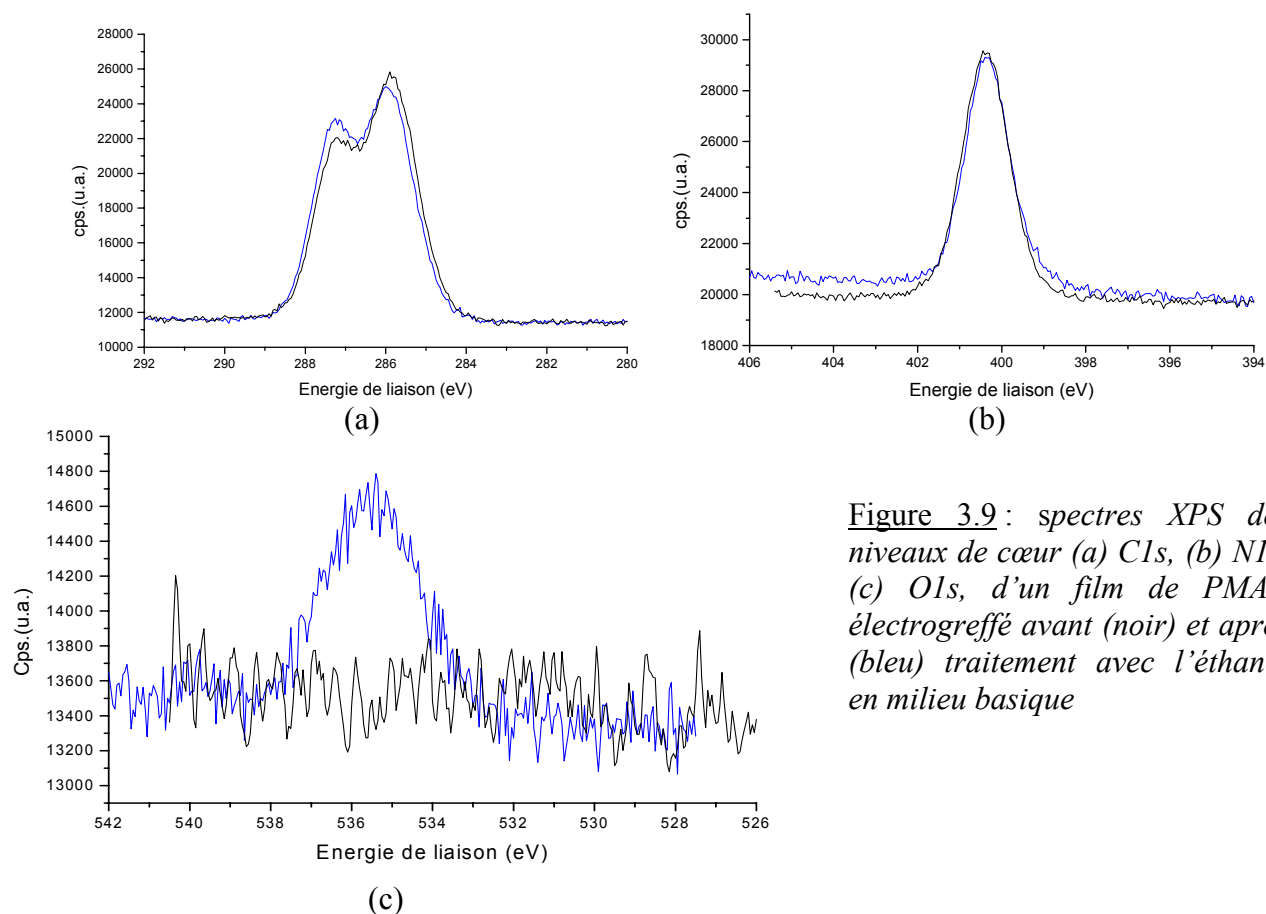 28000
26000
24000
22000
20000
18000
16000
14000
12000
10000
cps.(u.a.)
292 290 288 286 284 282 280
Energie de liaison (eV)
(a)
30000
28000
26000
24000
22000
20000
18000
cps.(u.a.)
406 404 402 400 398 396 394
Energie de liaison (eV)
(b)
15000
14800
14600
14400
14200
14000
13800
13600
13400
13200
13000
Cps.(u.a.)
542 540 538 536 534 532 530 528 526
Energie de liaison (eV)
(c)
Figure 3.9 : spectres XPS de
niveaux de cœur (a) C1s, (b) N1
(c) O1s, d’un film de PMA
électrogreffé avant (noir) et aprè
(bleu) traitement avec l’éthan
en milieu basique